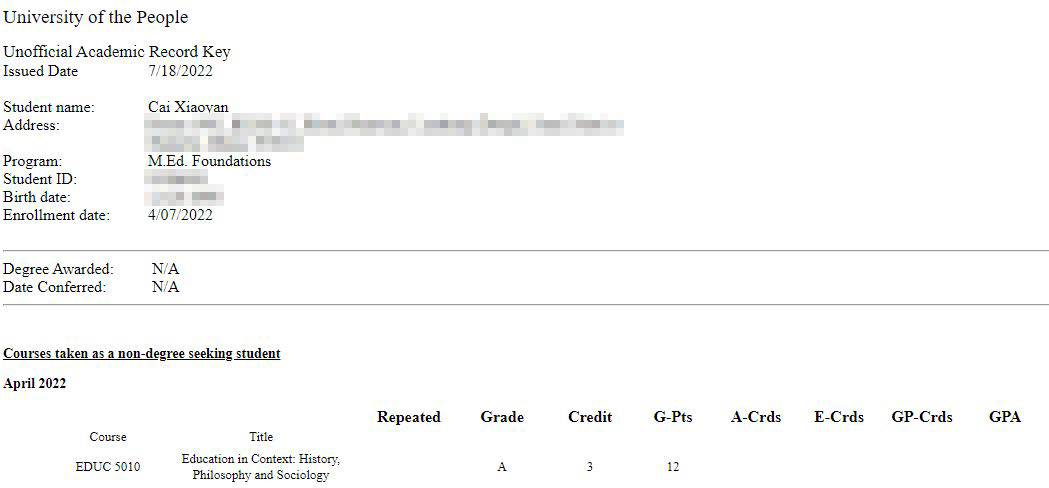 University of the People
Unofficial Academic Record Key
Issued Date 7/18/2022
Student name: Cai Xiaoyan
Address:
Program: M.Ed. Foundations
Student ID:
Birth date:
Enrollment date: 4/07/2022
Degree Awarded: N/A
Date Conferred: N/A
Courses taken as a non-degree seeking student
April 2022
Repeated Grade Credit G-Pts A-Crds E-Crds GP-Crds GPA
Course Title
EDUC 5010 Education in Context: History, Philosophy and Sociology A 3 12